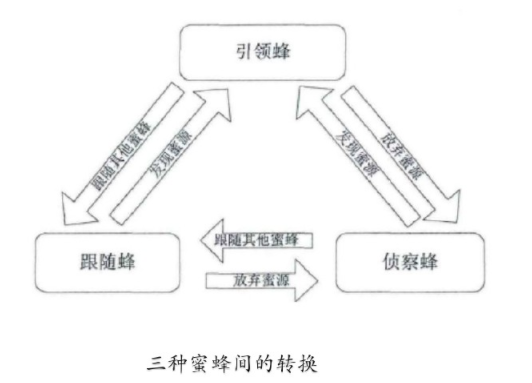 引领蜂
跟随其他蜜蜂
发现蜜源
发现蜜源
放弃蜜源
跟随蜂
跟随其他蜜蜂
放弃蜜源
侦察蜂
三种蜜蜂间的转换